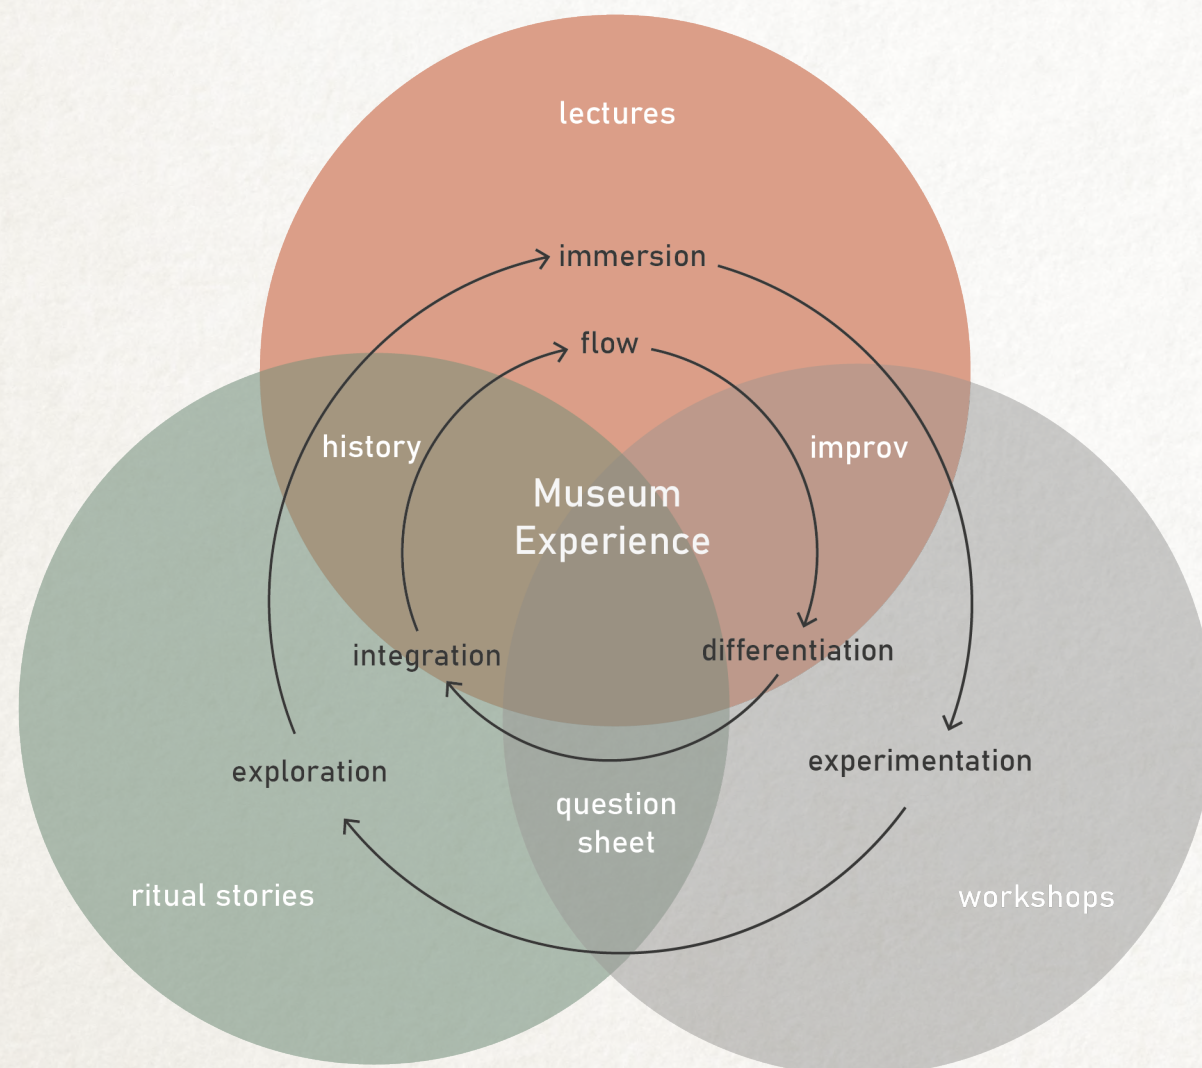 lectures
immersion
flow
history
improv
Museum
Experience
integration
differentiation
exploration
experimentation
question
sheet
ritual stories
workshops